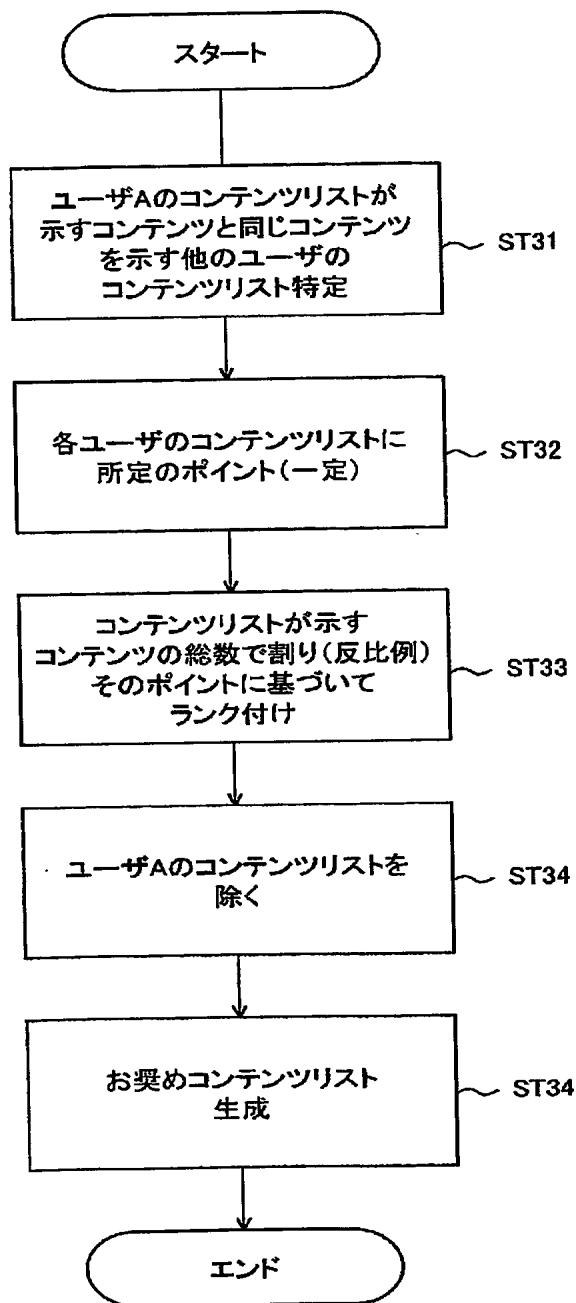 スタート
ユーザAのコンテンツリストが
示すコンテンツと同じコンテンツ
を示す他のユーザの
コンテンツリスト特定
ST31
各ユーザのコンテンツリストに
所定のポイント(一定)
ST32
コンテンツリストが示す
コンテンツの総数で割り(反比例)
そのポイントに基づいて
ランク付け
ST33
ユーザAのコンテンツリストを
除く
ST34
お奨めコンテンツリスト
生成
ST34
エンド